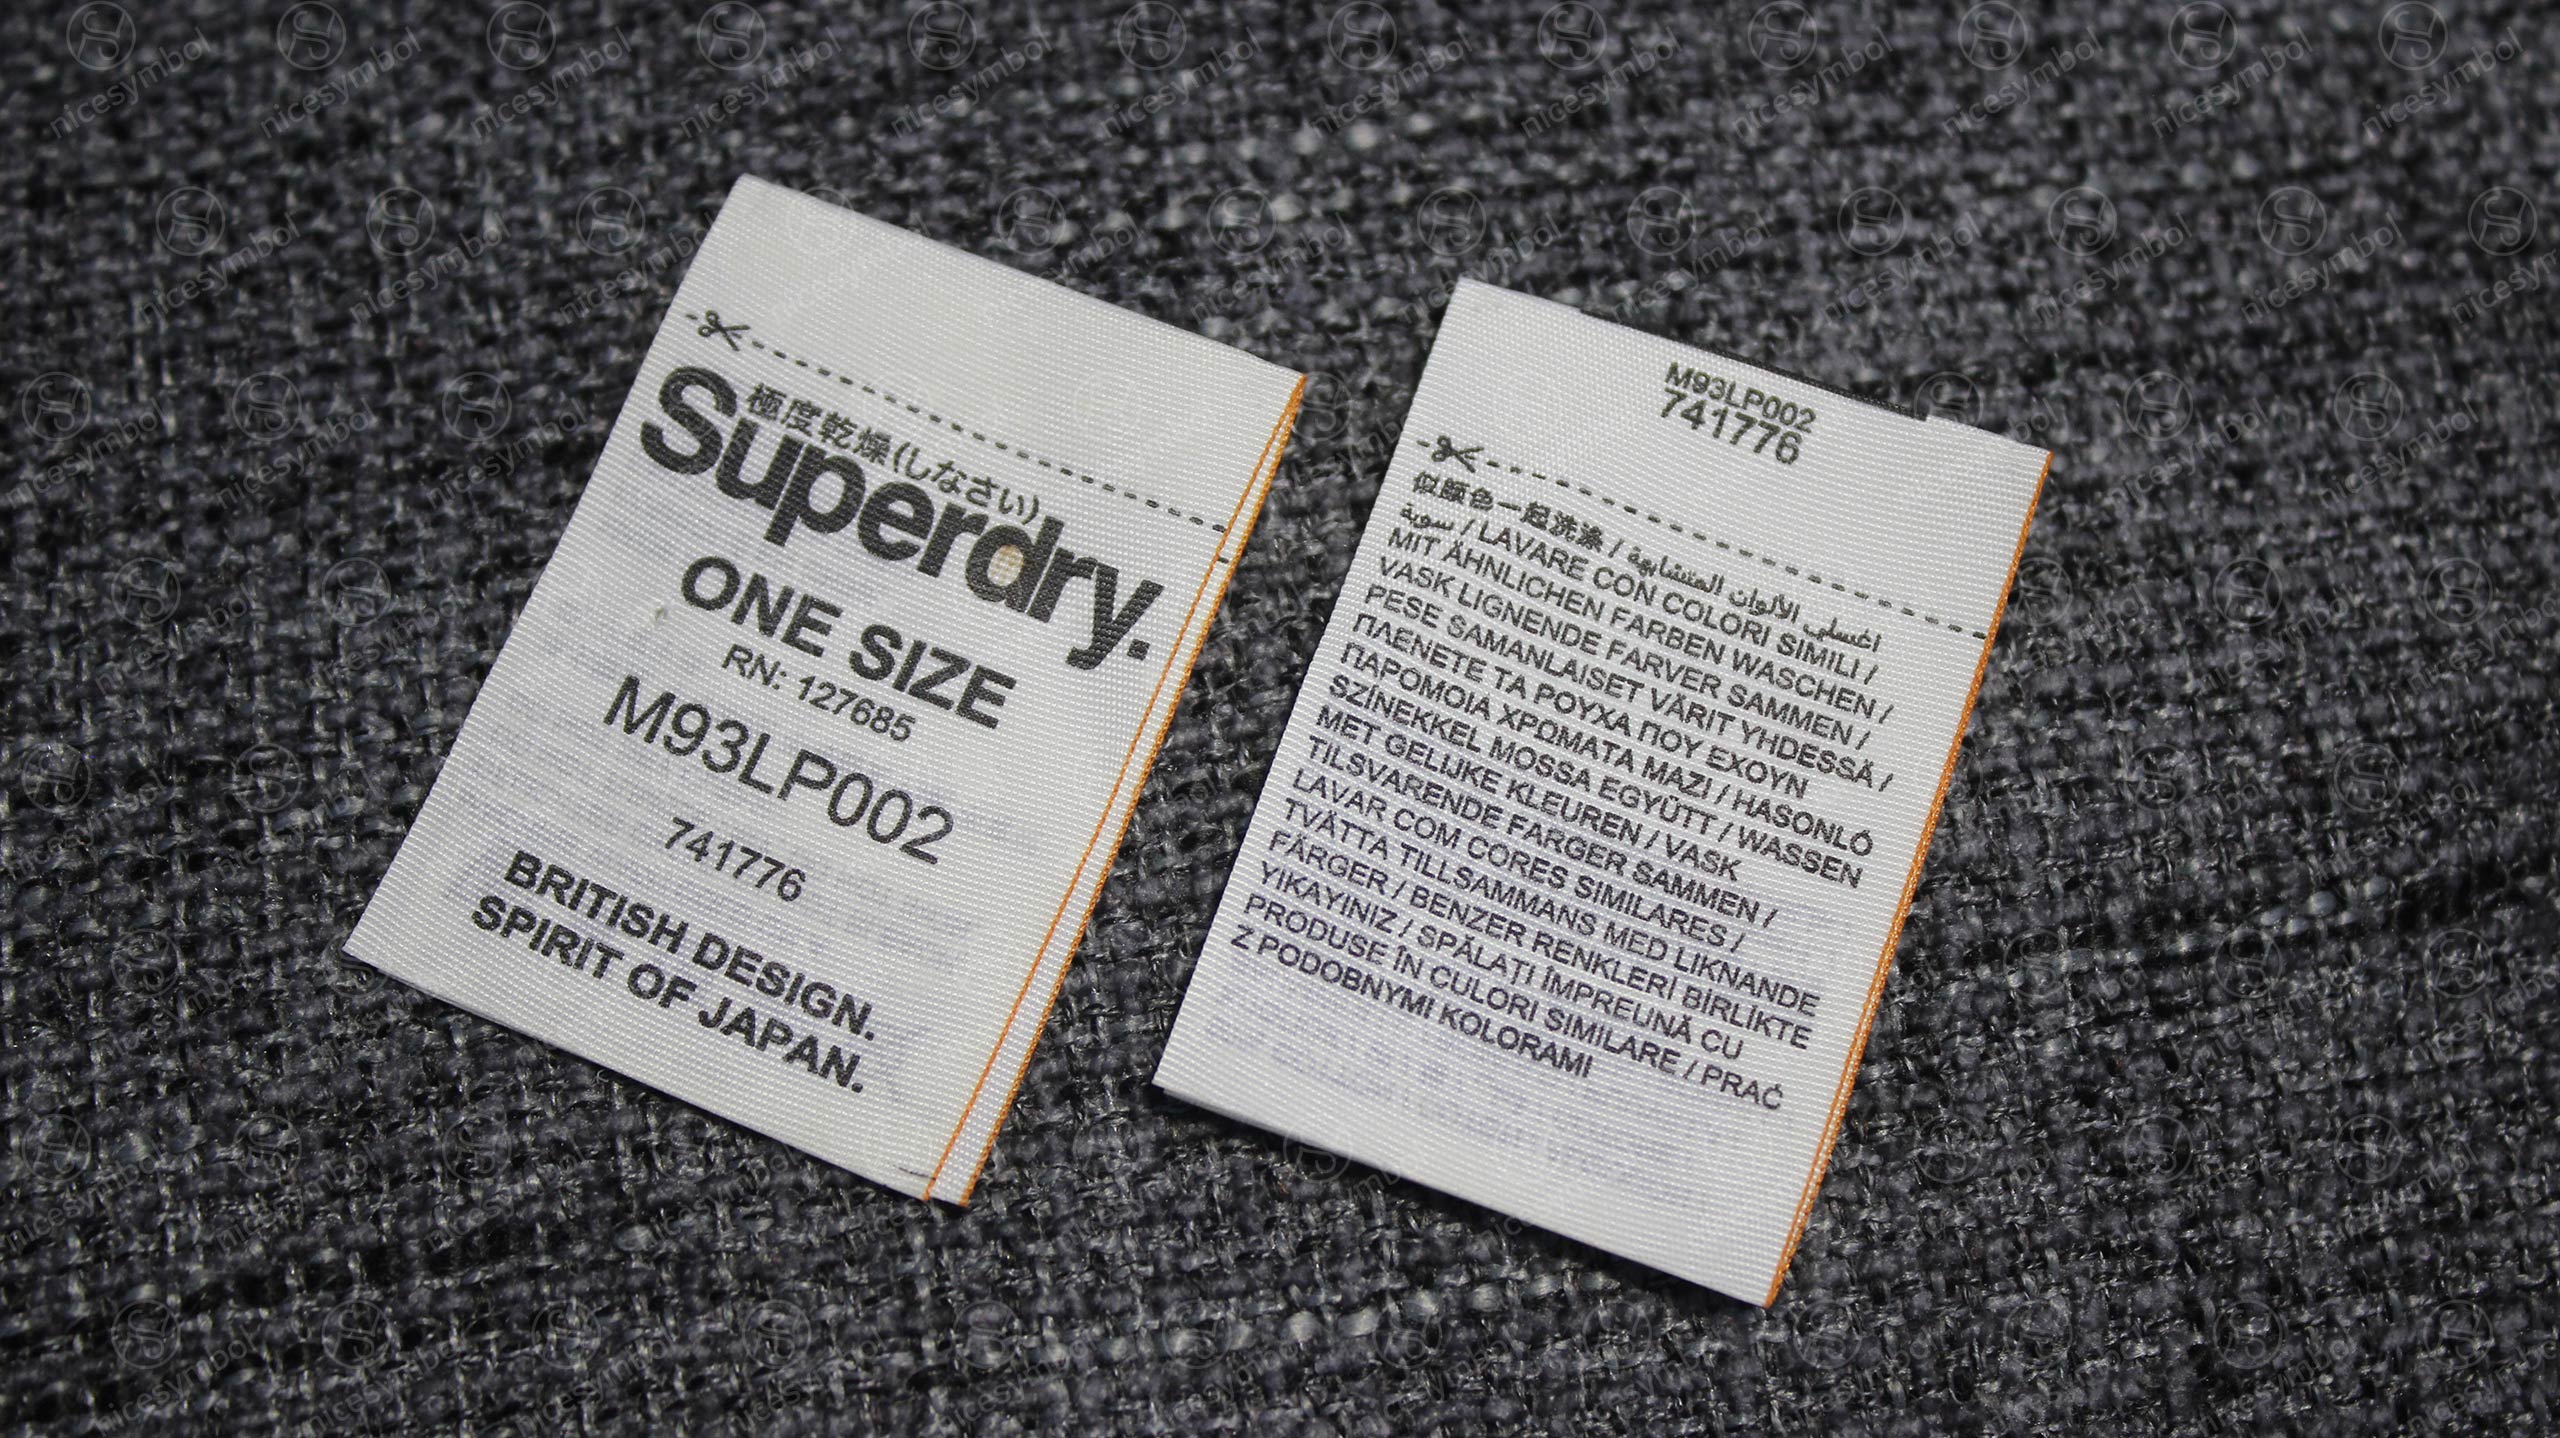 極度乾燥(しなさい)
Superdry.
ONE SIZE
RN: 127685
M93LP002
741776
BRITISH DESIGN.
SPIRIT OF JAPAN.
M93LP002
741776
似颜色一起洗涤 / اغسلي الألوان المتشابهة
سوية / LAVARE CON COLORI SIMILI /
MIT ÄHNLICHEN FARBEN WASCHEN /
VASK LIGNENDE FARVER SAMMEN /
PESE SAMANLAISET VÄRIT YHDESSÄ /
ΠΛΕΝΕΤΕ ΤΑ ΡΟΥΧΑ ΠΟΥ ΕΧΟΥΝ
ΠΑΡΟΜΟΙΑ ΧΡΩΜΑΤΑ ΜΑΖΙ / HASONLÓ
SZÍNEKKEL MOSSA EGYÜTT / WASSEN
MET GELIJKE KLEUREN / VASK
TILSVARENDE FARGER SAMMEN /
LAVAR COM CORES SIMILARES /
TVÄTTA TILLSAMMANS MED LIKNANDE
FÄRGER / BENZER RENKLERİ BİRLİKTE
YIKAYINIZ / SPĂLAȚI ÎMPREUNĂ CU
PRODUSE ÎN CULORI SIMILARE / PRAĆ
Z PODOBNYMI KOLORAMI
nicesymbol